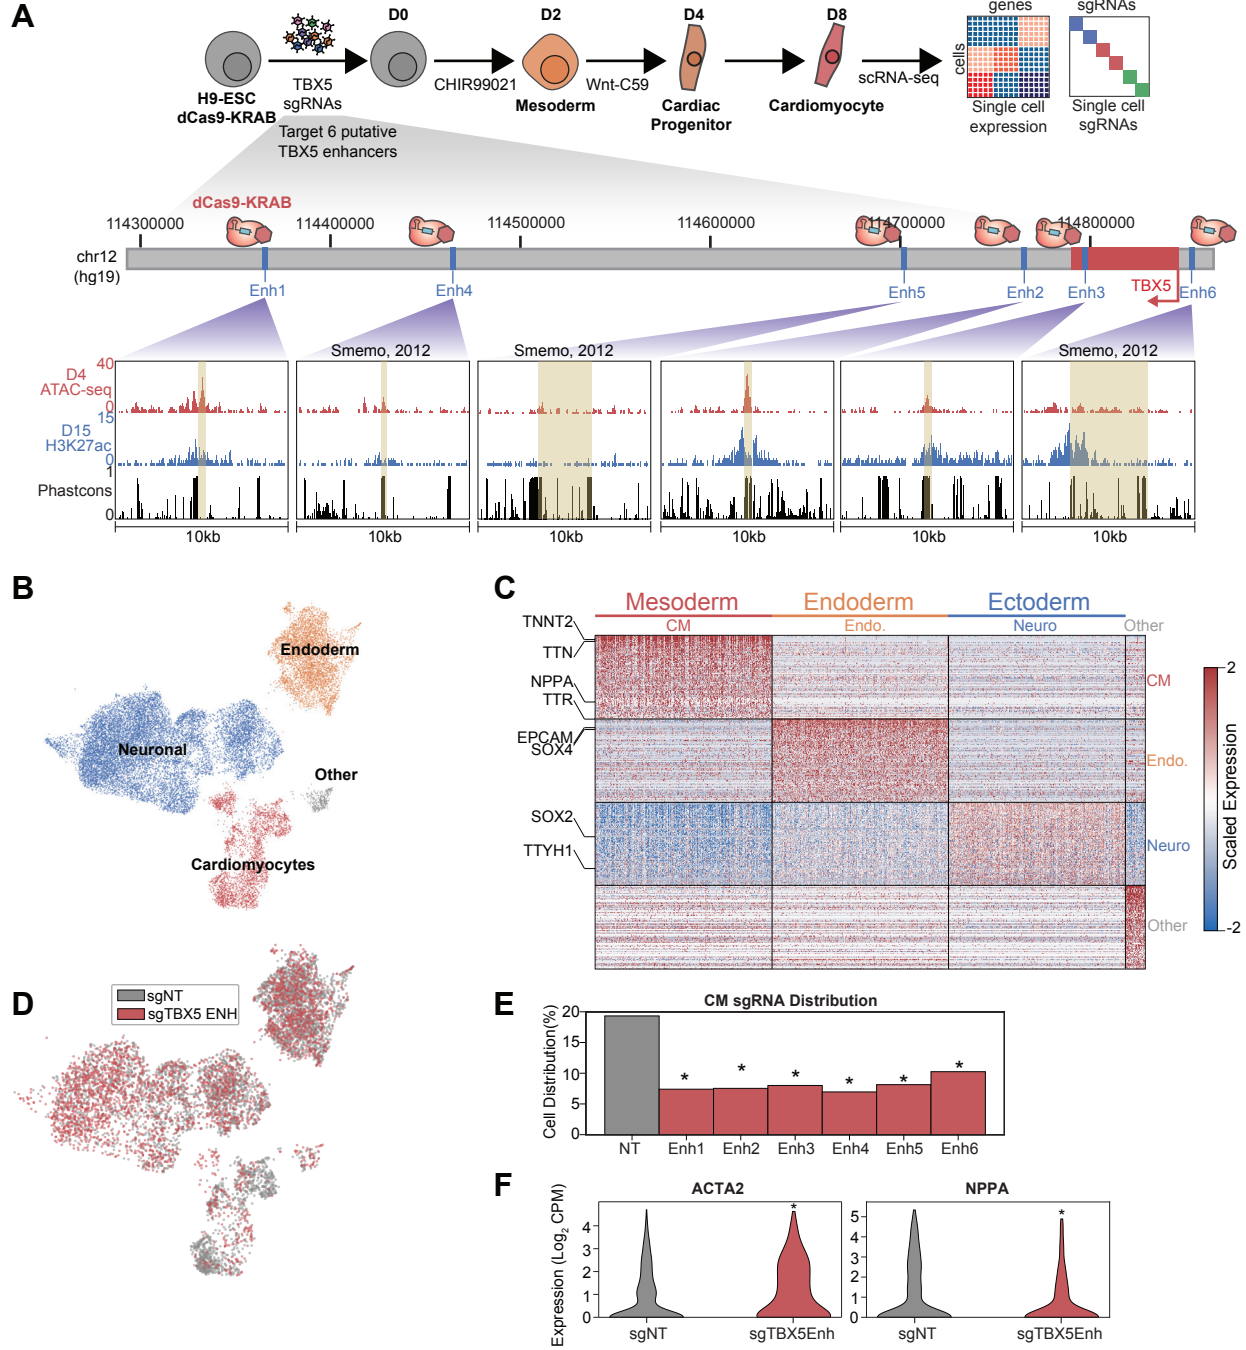 A
D0
D2
D4
D8
genes
sgRNAs
cells
TBX5
sgRNAs
CHIR99021
Wnt-C59
scRNA-seq
H9-ESC
dCas9-KRAB
Mesoderm
Cardiac
Progenitor
Cardiomyocyte
Single cell
expression
Single cell
sgRNAs
Target 6 putative
TBX5 enhancers
dCas9-KRAB
114300000
114400000
114500000
114600000
114700000
114800000
chr12
(hg19)
Enh1
Enh4
Enh5
Enh2
Enh3
TBX5
Enh6
Smemo, 2012
Smemo, 2012
Smemo, 2012
40
D4
ATAC-seq
0
15
D15
H3K27ac
0
1
Phastcons
0
10kb
10kb
10kb
10kb
10kb
10kb
B
Endoderm
Neuronal
Other
Cardiomyocytes
C
Mesoderm
Endoderm
Ectoderm
CM
Endo.
Neuro
Other
TNNT2
TTN
NPPA
TTR
EPCAM
SOX4
SOX2
TTYH1
CM
Endo.
Neuro
Other
2
Scaled Expression
-2
D
sgNT
sgTBX5 ENH
E
CM sgRNA Distribution
Cell Distribution(%)
20
15
10
5
0
*
*
*
*
*
*
NT
Enh1
Enh2
Enh3
Enh4
Enh5
Enh6
F
ACTA2
Expression (Log2 CPM)
4
3
2
1
0
*
sgNT
sgTBX5Enh
NPPA
5
4
3
2
1
0
*
sgNT
sgTBX5Enh